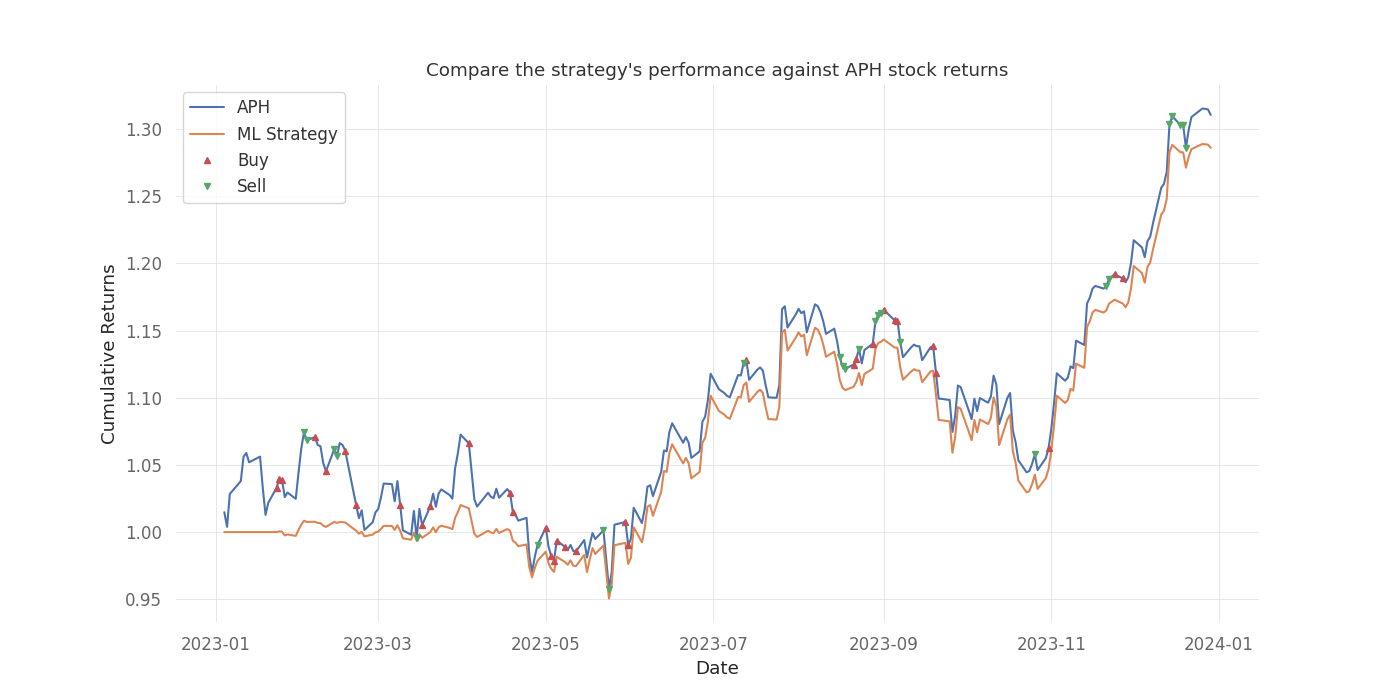 Compare the strategy's performance against APH stock returns
APH
ML Strategy
Buy
Sell
1.30
1.25
1.20
1.15
1.10
1.05
1.00
0.95
Cumulative Returns
2023-01 2023-03 2023-05 2023-07 2023-09 2023-11 2024-01
Date